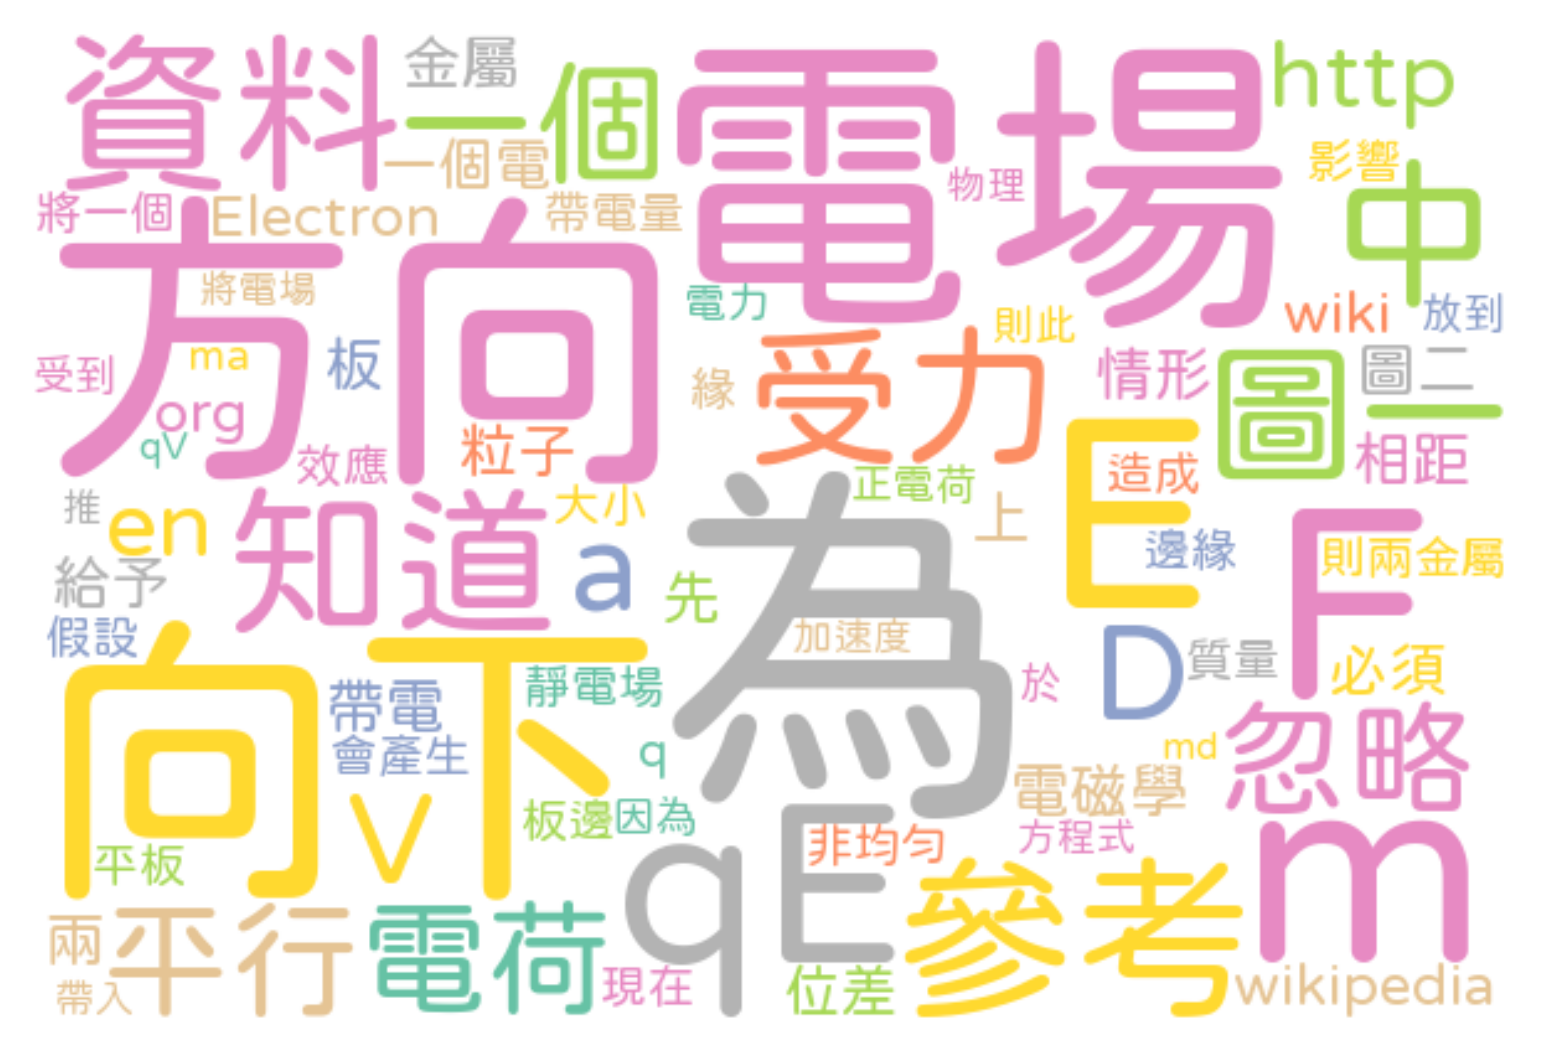 資料
金屬
一個
電場
http
一個電
影響
中
將一個
Electron
帶電量
物理
方向
將電場
電力
wiki
放到
則此
受到
ma
板
緣
受力
情形
圖一
圖二
org
qV
效應
粒子
正電荷
造成
相距
推
en
知道
大小
a
上
E
邊緣
F
則兩金屬
給予
先
為
加速度
假設
向下
帶電
靜電場
於
D
質量
必須
會產生
q
md
忽略
V
板邊
因為
電磁學
平板
qE
非均勻
方程式
m
兩
平行
電荷
參考
帶入
現在
位差
wikipedia